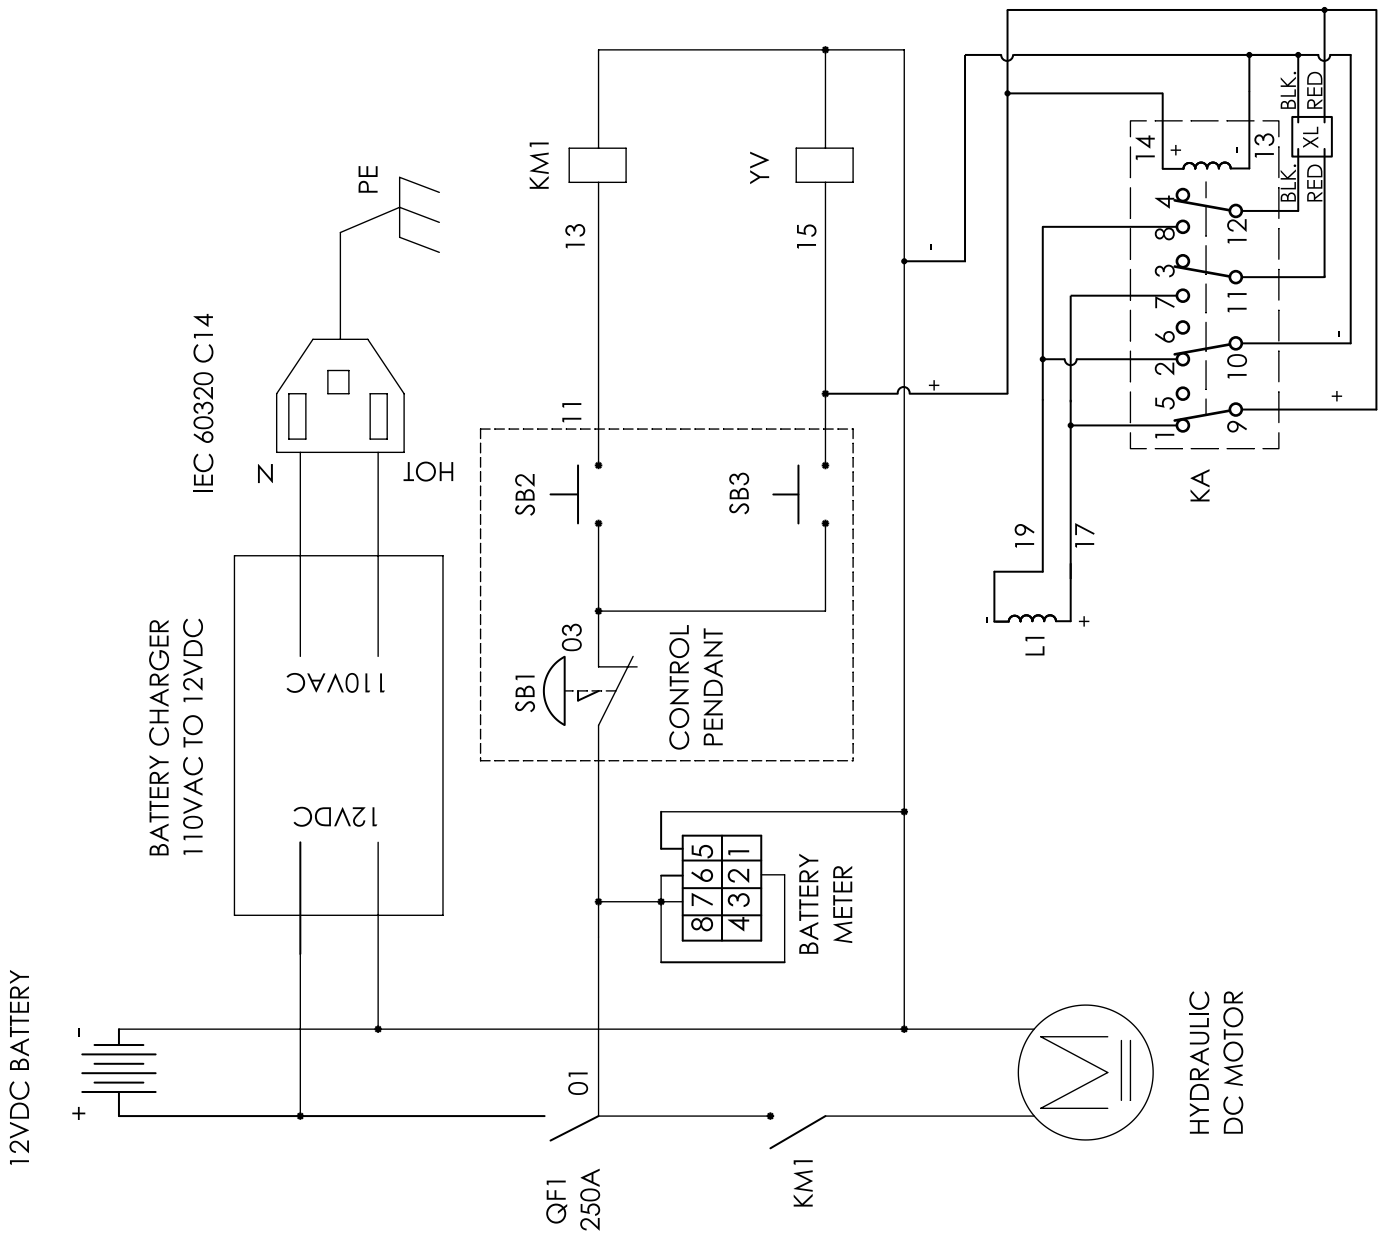 12VDC BATTERY
+
-
BATTERY CHARGER
110VAC TO 12VDC
12VDC
110VAC
IEC 60320 C14
N
HOT
PE
QF1
250A
01
KM1
HYDRAULIC
DC MOTOR
M
BATTERY
METER
8 7 6 5
4 3 2 1
SB1
03
CONTROL
PENDANT
SB2
SB3
11
13
KM1
15
YV
-
+
L1
-
+
19
17
KA
1 5 2 6 7 3 8 4
9 10 11 12
14
13
+
-
+
-
XL
BLK.
RED
BLK.
RED